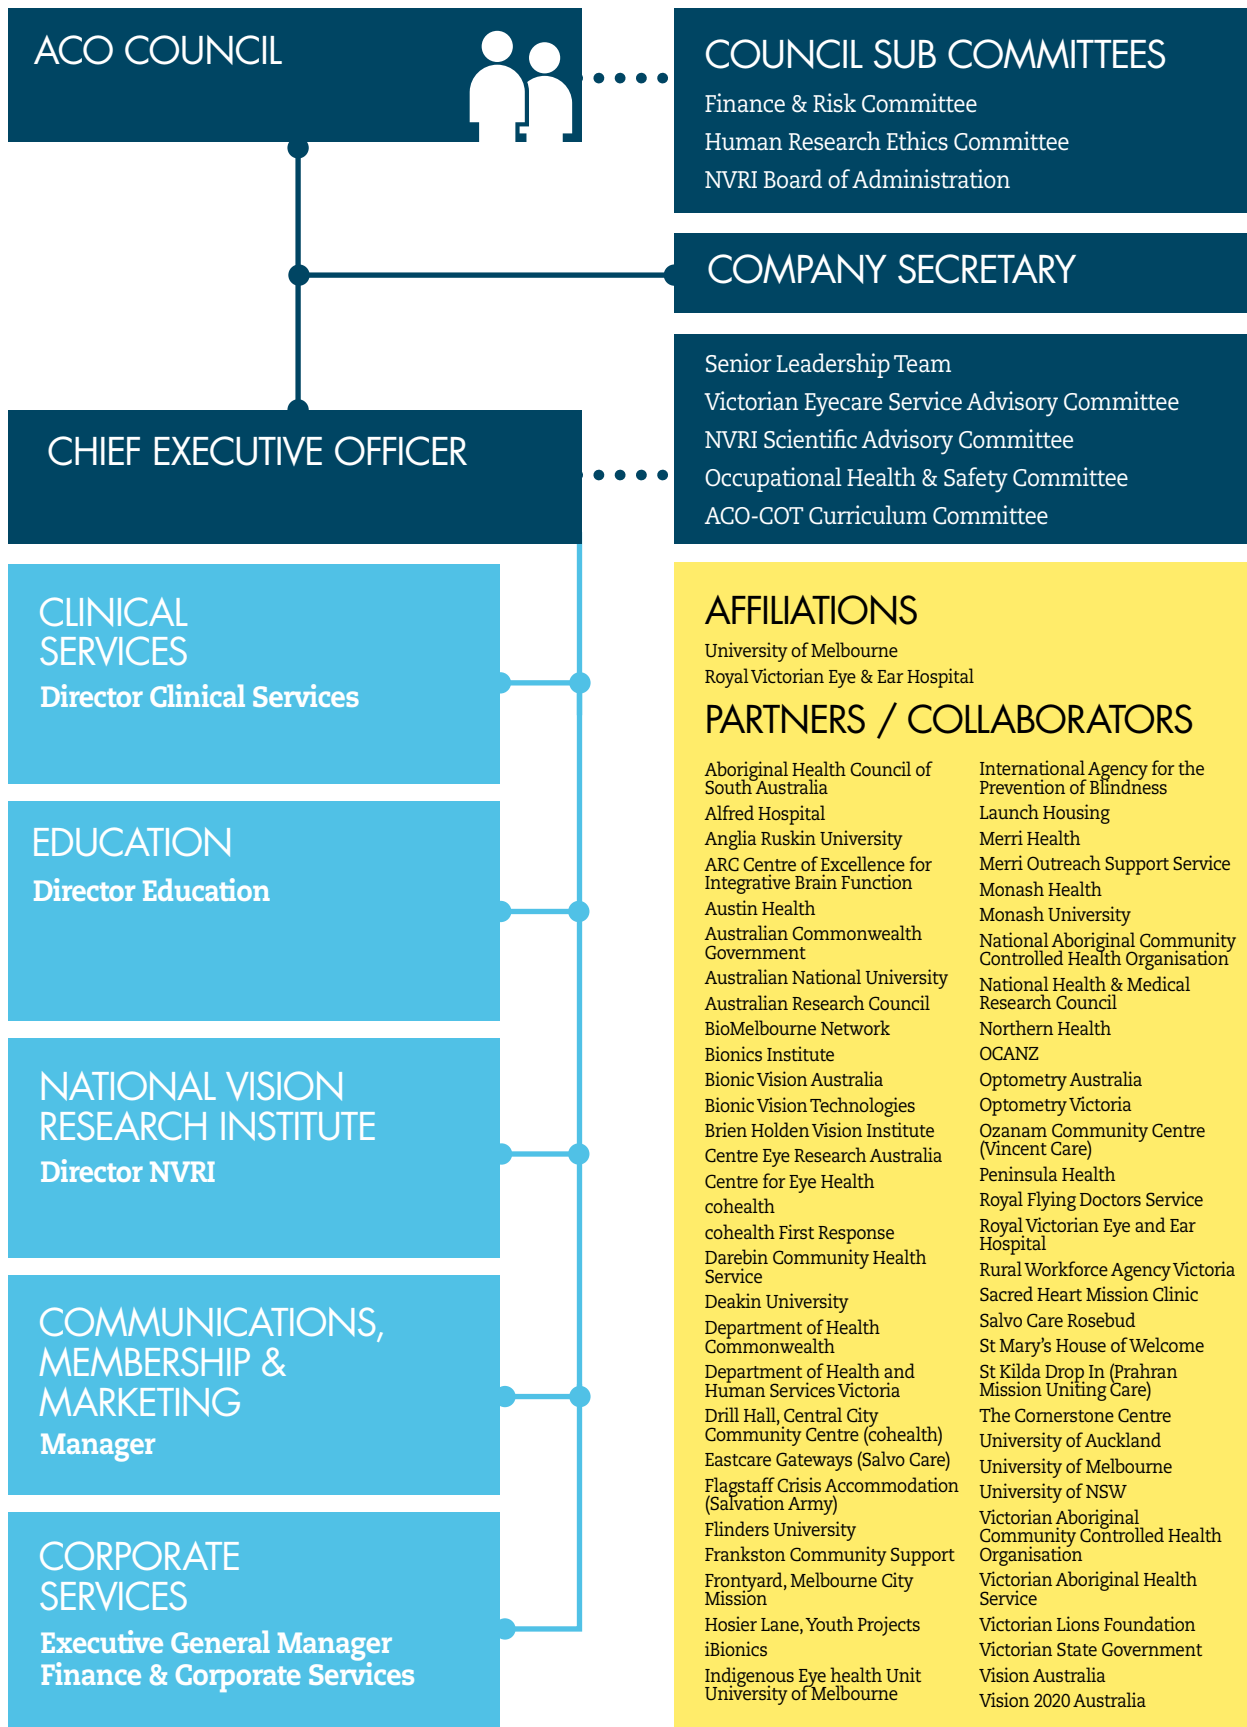 ACO COUNCIL
COUNCIL SUB COMMITTEES
Finance & Risk Committee
Human Research Ethics Committee
NVRI Board of Administration
COMPANY SECRETARY
Senior Leadership Team
Victorian Eyecare Service Advisory Committee
NVRI Scientific Advisory Committee
Occupational Health & Safety Committee
ACO-COT Curriculum Committee
CHIEF EXECUTIVE OFFICER
CLINICAL
SERVICES
Director Clinical Services
EDUCATION
Director Education
NATIONAL VISION
RESEARCH INSTITUTE
Director NVRI
COMMUNICATIONS,
MEMBERSHIP &
MARKETING
Manager
CORPORATE
SERVICES
Executive General Manager
Finance & Corporate Services
AFFILIATIONS
University of Melbourne
Royal Victorian Eye & Ear Hospital
PARTNERS / COLLABORATORS
Aboriginal Health Council of
South Australia
Alfred Hospital
Anglia Ruskin University
ARC Centre of Excellence for
Integrative Brain Function
Austin Health
Australian Commonwealth
Government
Australian National University
Australian Research Council
BioMelbourne Network
Bionics Institute
Bionic Vision Australia
Bionic Vision Technologies
Brien Holden Vision Institute
Centre Eye Research Australia
Centre for Eye Health
cohealth
cohealth First Response
Darebin Community Health
Service
Deakin University
Department of Health
Commonwealth
Department of Health and
Human Services Victoria
Drill Hall, Central City
Community Centre (cohealth)
Eastcare Gateways (Salvo Care)
Flagstaff Crisis Accommodation
(Salvation Army)
Flinders University
Frankston Community Support
Frontyard, Melbourne City
Mission
Hosier Lane, Youth Projects
iBionics
Indigenous Eye health Unit
University of Melbourne
International Agency for the
Prevention of Blindness
Launch Housing
Merri Health
Merri Outreach Support Service
Monash Health
Monash University
National Aboriginal Community
Controlled Health Organisation
National Health & Medical
Research Council
Northern Health
OCANZ
Optometry Australia
Optometry Victoria
Ozanam Community Centre
(Vincent Care)
Peninsula Health
Royal Flying Doctors Service
Royal Victorian Eye and Ear
Hospital
Rural Workforce Agency Victoria
Sacred Heart Mission Clinic
Salvo Care Rosebud
St Mary's House of Welcome
St Kilda Drop In (Prahran
Mission Uniting Care)
The Cornerstone Centre
University of Auckland
University of Melbourne
University of NSW
Victorian Aboriginal
Community Controlled Health
Organisation
Victorian Aboriginal Health
Service
Victorian Lions Foundation
Victorian State Government
Vision Australia
Vision 2020 Australia